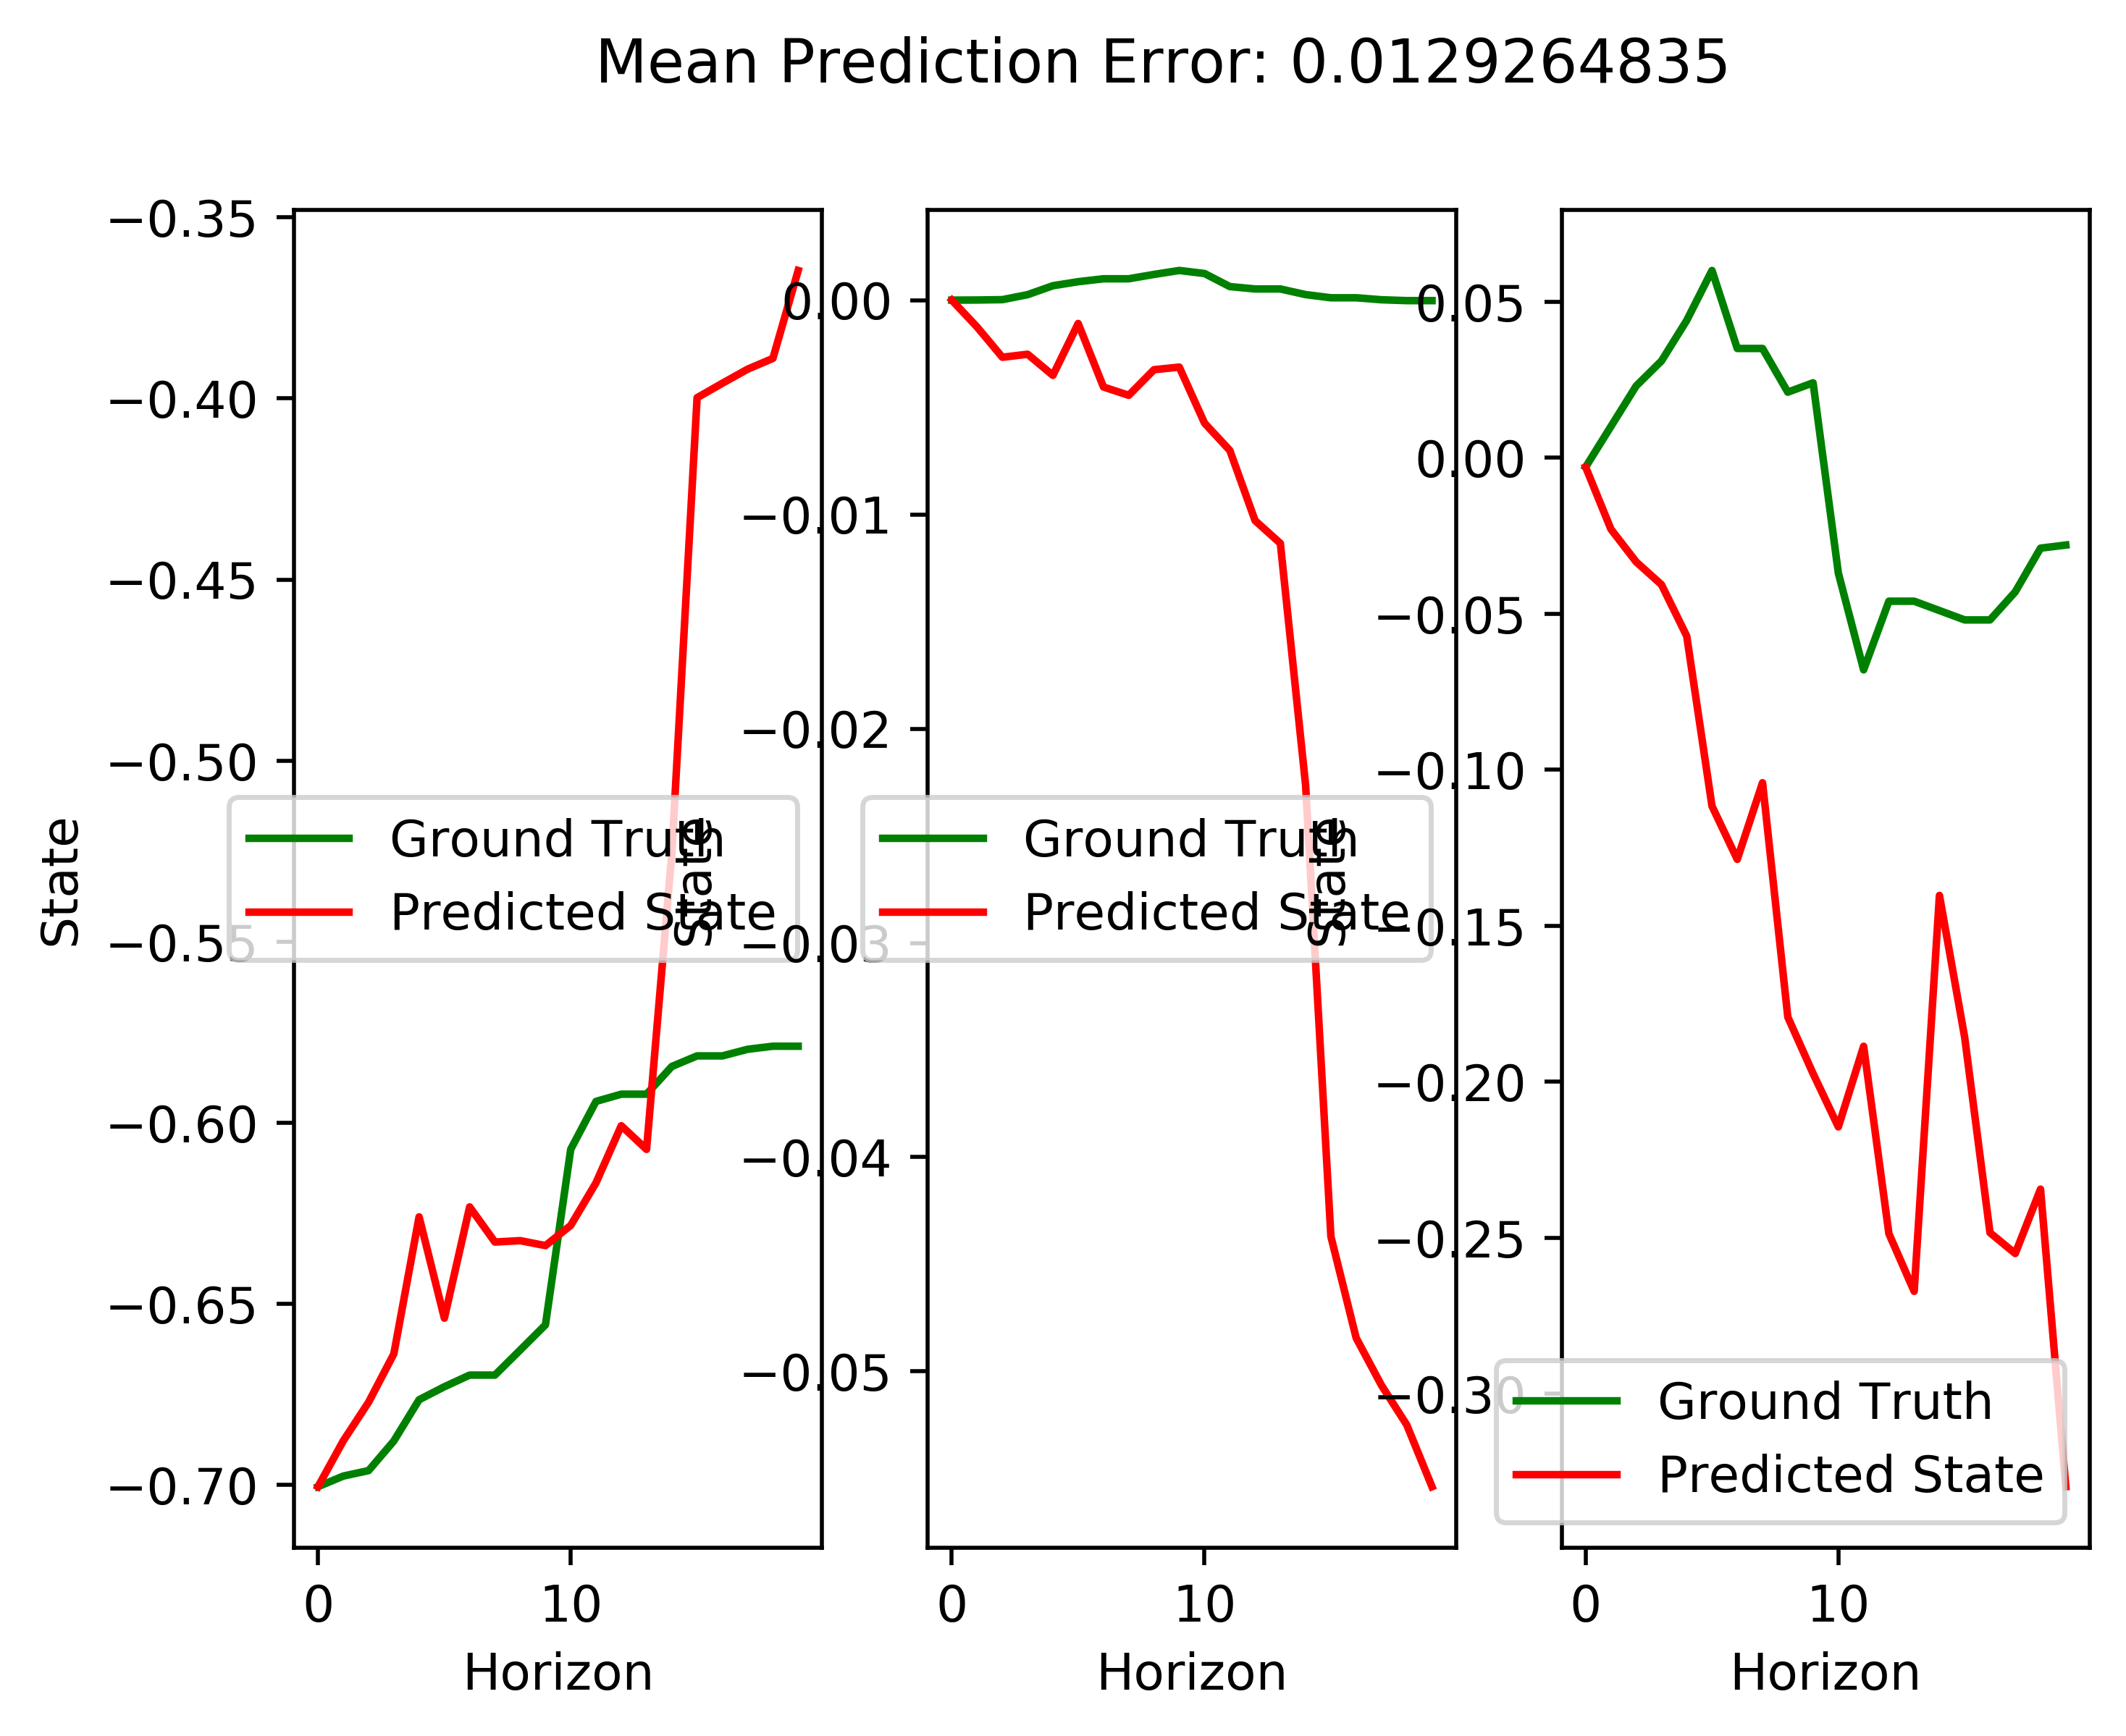 Mean Prediction Error: 0.0129264835
−0.35
−0.40
−0.45
−0.50
−0.55
−0.60
−0.65
−0.70
State
Ground Truth
Predicted State
0
10
Horizon
0.00
−0.01
−0.02
−0.03
−0.04
−0.05
State
Ground Truth
Predicted State
0
10
Horizon
0.05
0.00
−0.05
−0.10
−0.15
−0.20
−0.25
−0.30
State
Ground Truth
Predicted State
0
10
Horizon